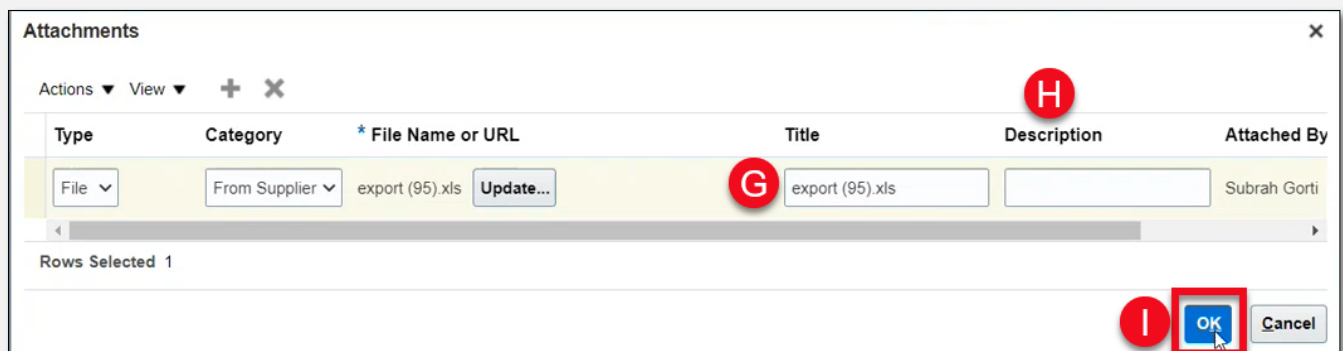 Attachments
Actions View
H
Type Category * File Name or URL Title Description Attached By
File From Supplier export (95).xls Update... G export (95).xls Subrah Gorti
Rows Selected 1
I OK Cancel